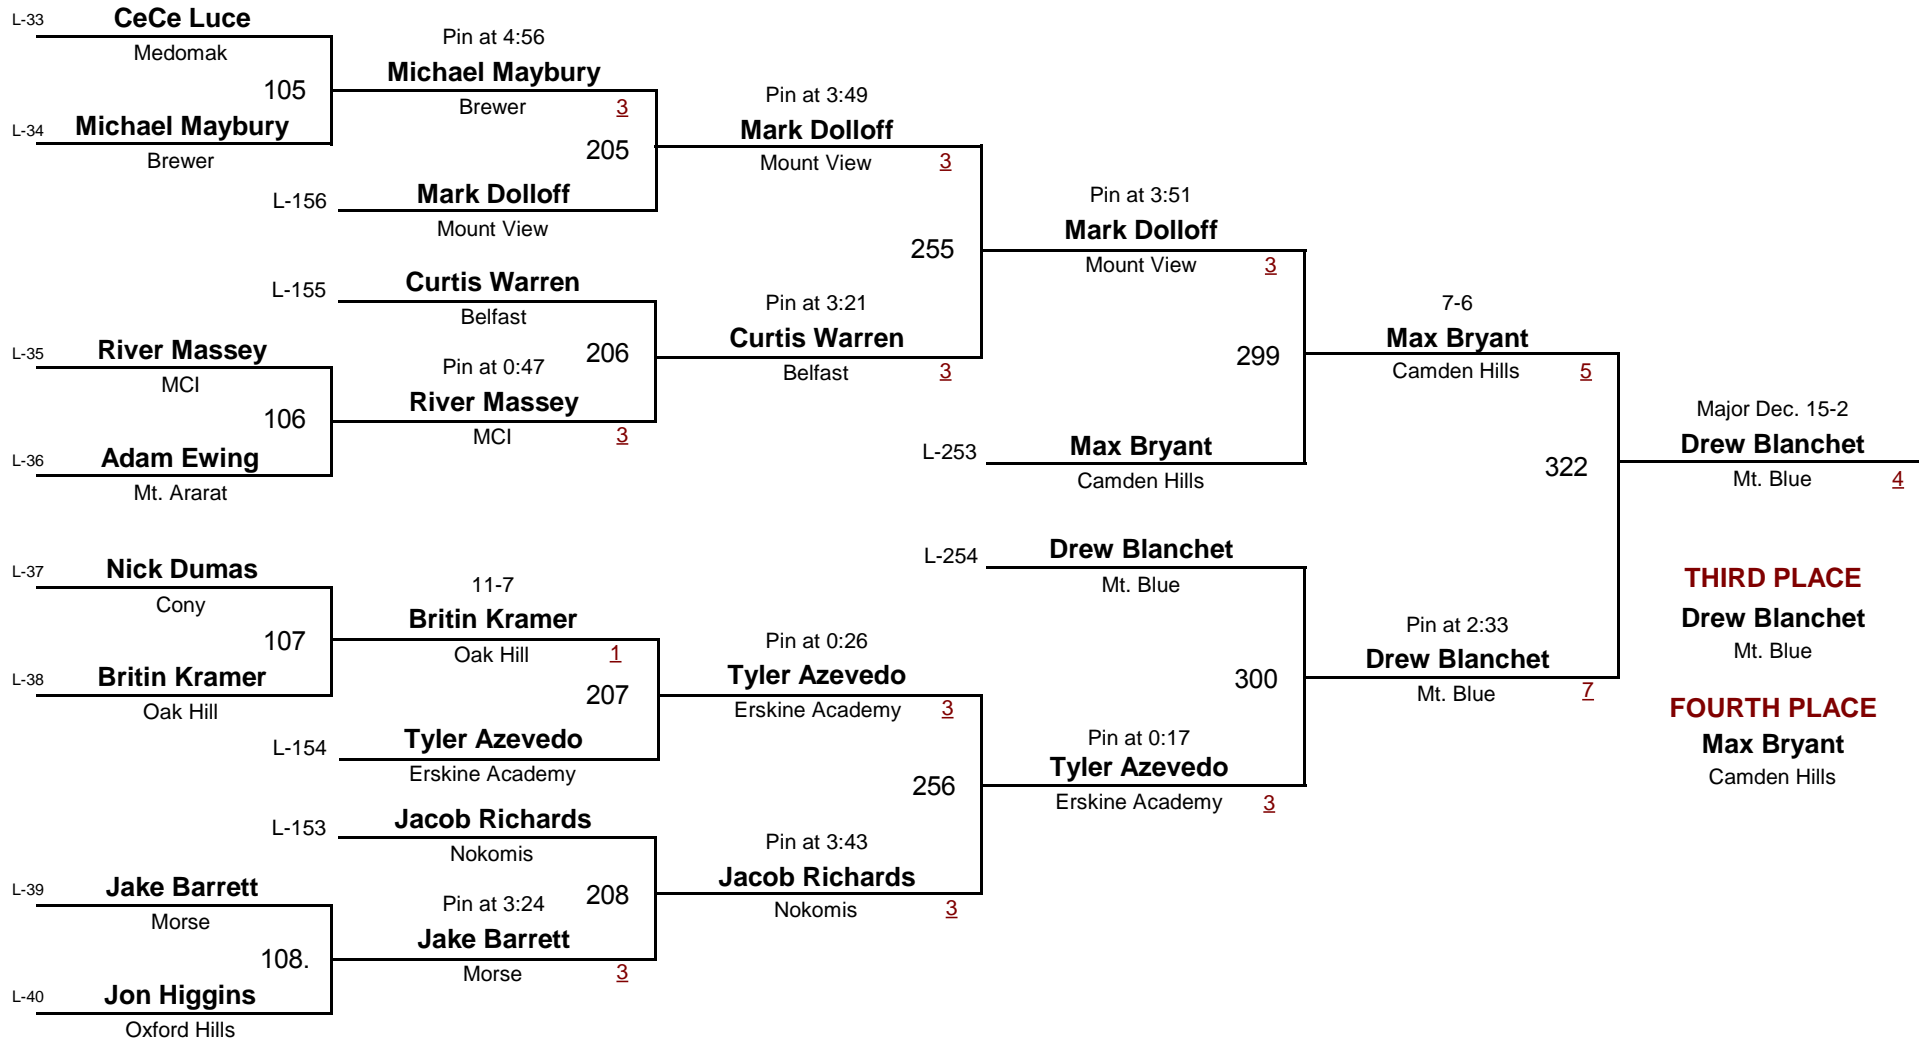 L-33
CeCe Luce
Medomak
105
L-34
Michael Maybury
Brewer
Pin at 4:56
Michael Maybury
Brewer
3
205
L-156
Mark Dolloff
Mount View
Pin at 3:49
Mark Dolloff
Mount View
3
L-155
Curtis Warren
Belfast
206
L-35
River Massey
MCI
106
L-36
Adam Ewing
Mt. Ararat
Pin at 0:47
River Massey
MCI
3
Pin at 3:21
Curtis Warren
Belfast
3
255
Pin at 3:51
Mark Dolloff
Mount View
3
299
L-253
Max Bryant
Camden Hills
7-6
Max Bryant
Camden Hills
5
322
Major Dec. 15-2
Drew Blanchet
Mt. Blue
4
L-37
Nick Dumas
Cony
107
L-38
Britin Kramer
Oak Hill
11-7
Britin Kramer
Oak Hill
1
207
L-154
Tyler Azevedo
Erskine Academy
Pin at 0:26
Tyler Azevedo
Erskine Academy
3
L-153
Jacob Richards
Nokomis
208
L-39
Jake Barrett
Morse
108.
L-40
Jon Higgins
Oxford Hills
Pin at 3:24
Jake Barrett
Morse
3
Pin at 3:43
Jacob Richards
Nokomis
3
256
L-254
Drew Blanchet
Mt. Blue
300
Pin at 0:17
Tyler Azevedo
Erskine Academy
3
Pin at 2:33
Drew Blanchet
Mt. Blue
7
THIRD PLACE
Drew Blanchet
Mt. Blue
FOURTH PLACE
Max Bryant
Camden Hills